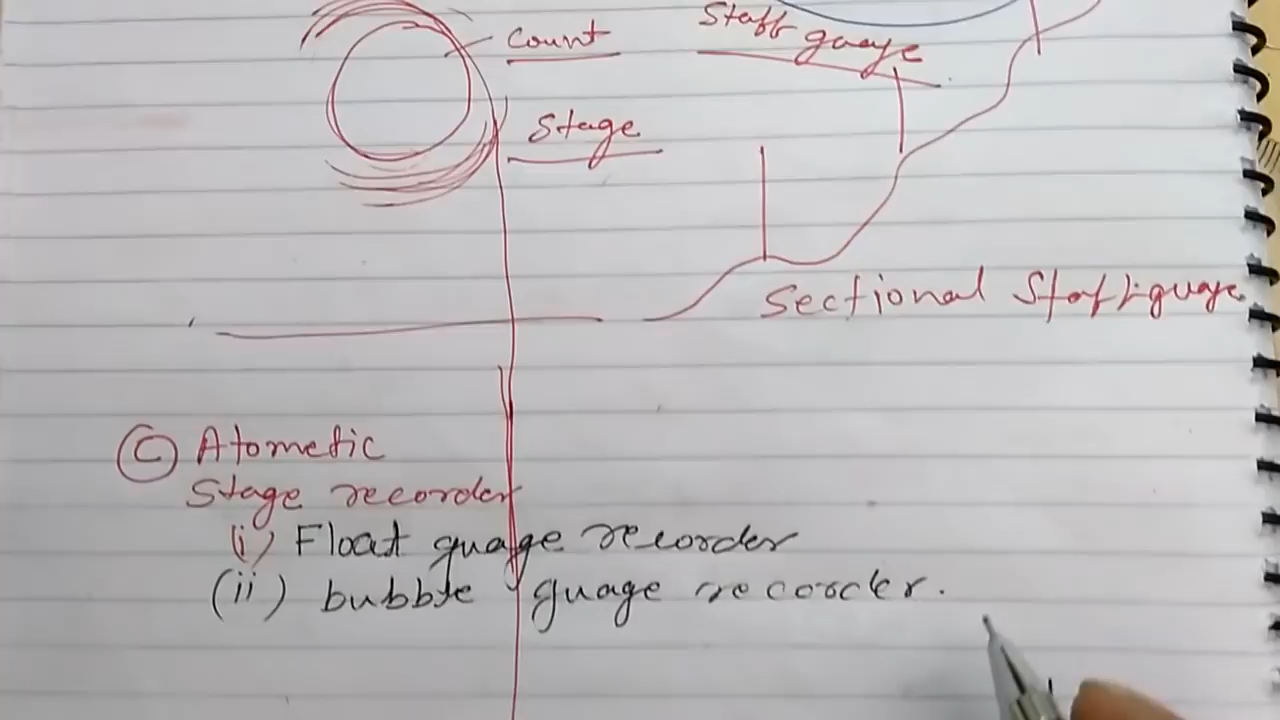 Count
Staff
guage
Stage
Sectional Staff guage
(C) Atometic
Stage recorder
(i) Float guage recorder
(ii) bubble guage recorder.